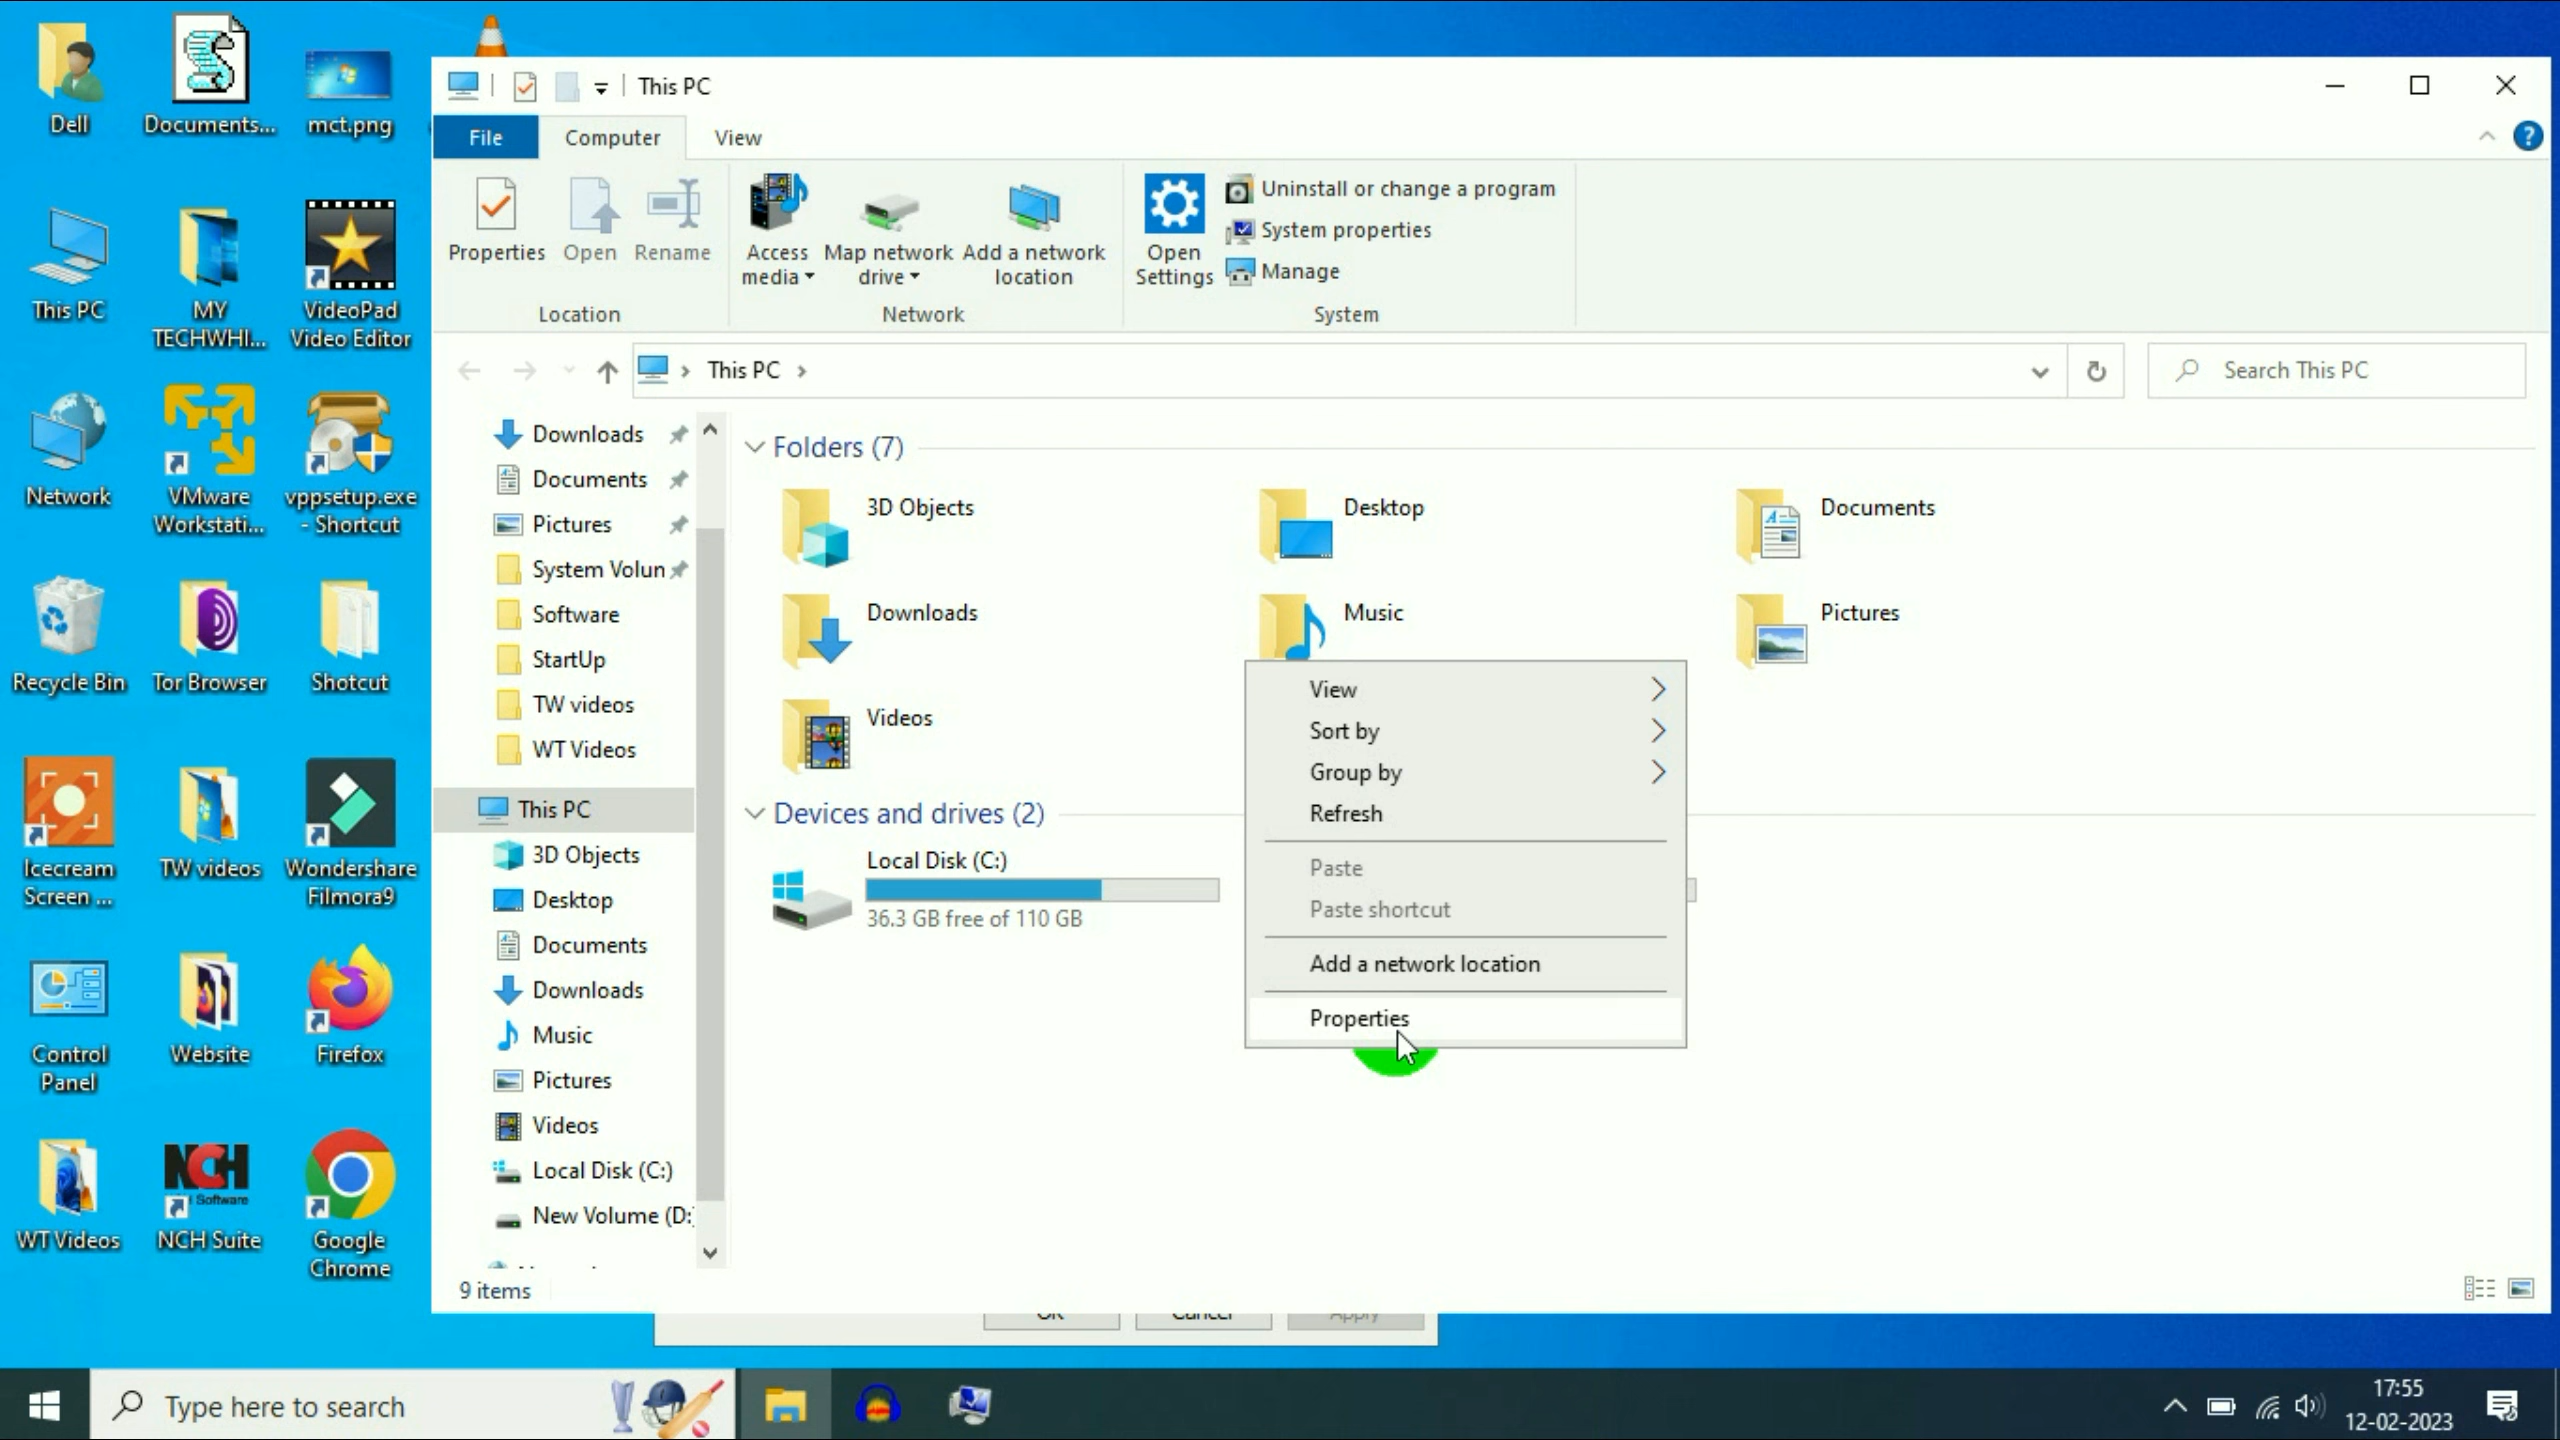 Dell
Documents...
mct.png
This PC
MY
TECHWHI...
VideoPad
Video Editor
Network
VMware
Workstati...
vppsetup.exe
- Shortcut
Recycle Bin
Tor Browser
Shotcut
Icecream
Screen ...
TW videos
Wondershare
Filmora9
Control
Panel
Website
Firefox
WT Videos
NCH
Software
NCH Suite
Google
Chrome
This PC
File
Computer
View
?
Properties
Open
Rename
Location
Access
media
Map network
drive
Add a network
location
Network
Open
Settings
Uninstall or change a program
System properties
Manage
System
This PC
Search This PC
Downloads
Documents
Pictures
System Volun
Software
StartUp
TW videos
WT Videos
This PC
3D Objects
Desktop
Documents
Downloads
Music
Pictures
Videos
Local Disk (C:)
New Volume (D:
Folders (7)
3D Objects
Desktop
Documents
Downloads
Music
Pictures
Videos
Devices and drives (2)
Local Disk (C:)
36.3 GB free of 110 GB
View
Sort by
Group by
Refresh
Paste
Paste shortcut
Add a network location
Properties
9 items
OK
Cancel
Apply
Type here to search
17:55
12-02-2023